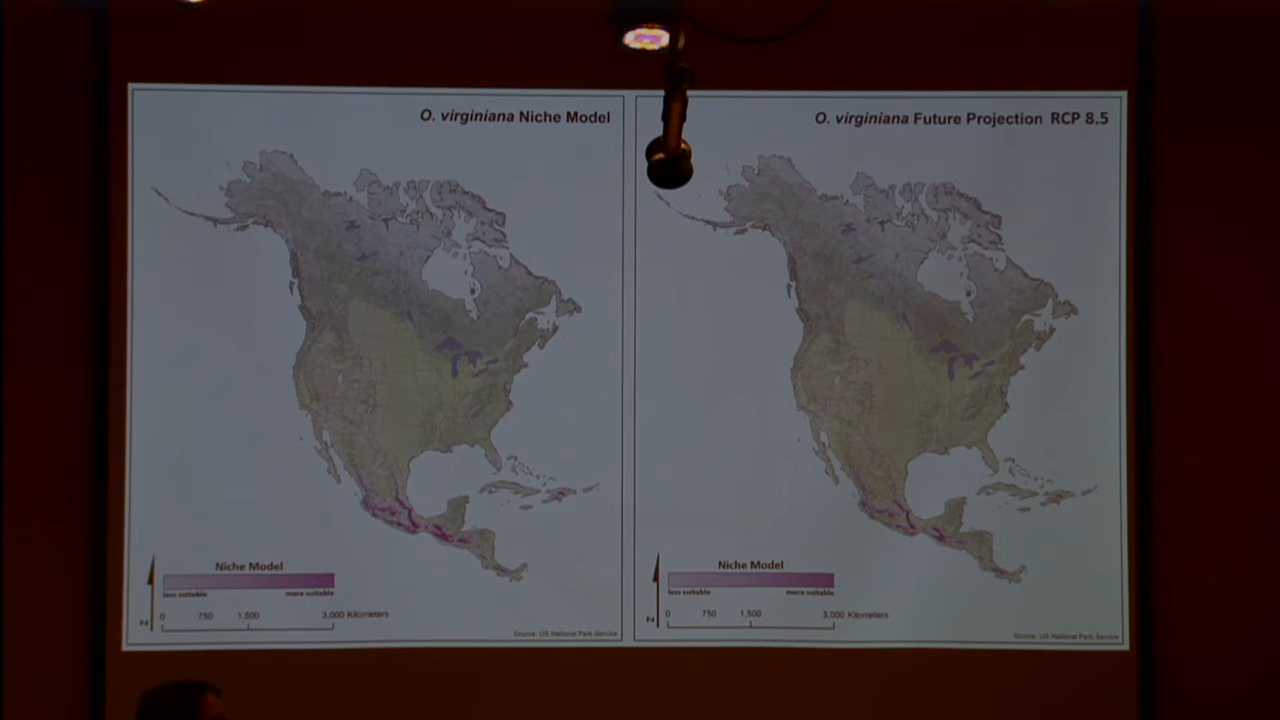 O. virginiana Niche Model
Niche Model
less suitable more suitable
0 750 1,500 3,000 Kilometers
N
Source: US National Park Service
O. virginiana Future Projection RCP 8.5
Niche Model
less suitable more suitable
0 750 1,500 3,000 Kilometers
N
Source: US National Park Service